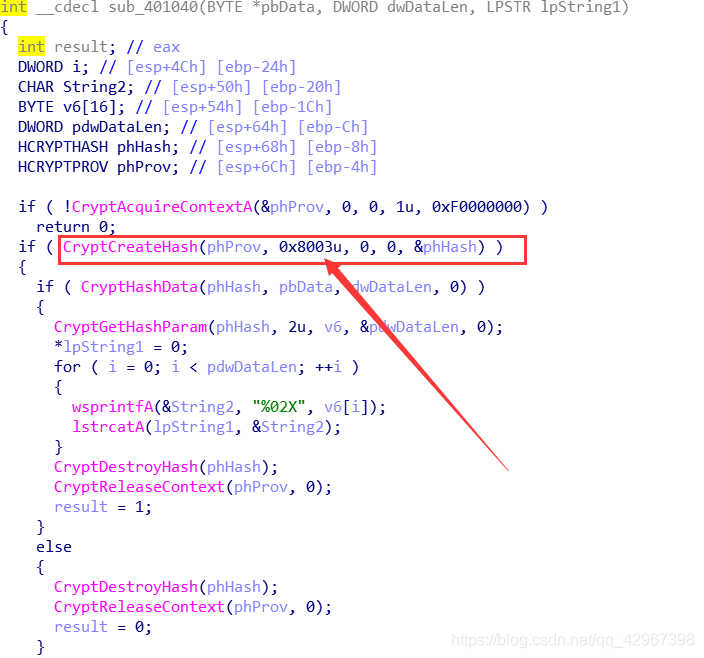 int __cdecl sub_401040(BYTE *pbData, DWORD dwDataLen, LPSTR lpString1)
{
  int result; // eax
  DWORD i; // [esp+4Ch] [ebp-24h]
  CHAR String2; // [esp+50h] [ebp-20h]
  BYTE v6[16]; // [esp+54h] [ebp-1Ch]
  DWORD pdwDataLen; // [esp+64h] [ebp-Ch]
  HCRYPTHASH phHash; // [esp+68h] [ebp-8h]
  HCRYPTPROV phProv; // [esp+6Ch] [ebp-4h]

  if ( !CryptAcquireContextA(&phProv, 0, 0, 1u, 0xF0000000) )
    return 0;
  if ( CryptCreateHash(phProv, 0x8003u, 0, 0, &phHash) )
  {
    if ( CryptHashData(phHash, pbData, dwDataLen, 0) )
    {
      CryptGetHashParam(phHash, 2u, v6, &pdwDataLen, 0);
      *lpString1 = 0;
      for ( i = 0; i < pdwDataLen; ++i )
      {
        wsprintfA(&String2, "%02X", v6[i]);
        lstrcatA(lpString1, &String2);
      }
      CryptDestroyHash(phHash);
      CryptReleaseContext(phProv, 0);
      result = 1;
    }
    else
    {
      CryptDestroyHash(phHash);
      CryptReleaseContext(phProv, 0);
      result = 0;
    }
https://blog.csdn.net/qq_42967398